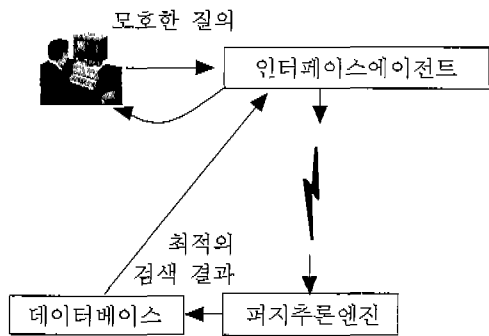 모호한 질의
인터페이스에이전트
최적의
검색 결과
데이터베이스
퍼지추론엔진